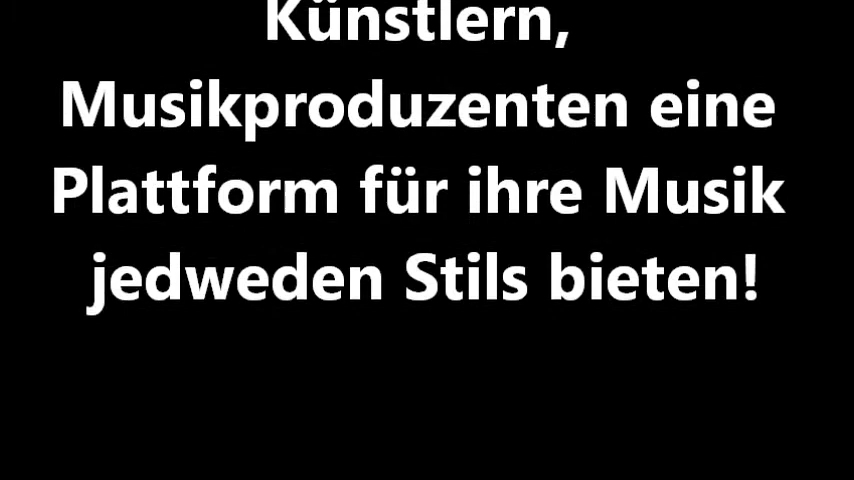 Künstlern,
Musikproduzenten eine
Plattform für ihre Musik
jedweden Stils bieten!